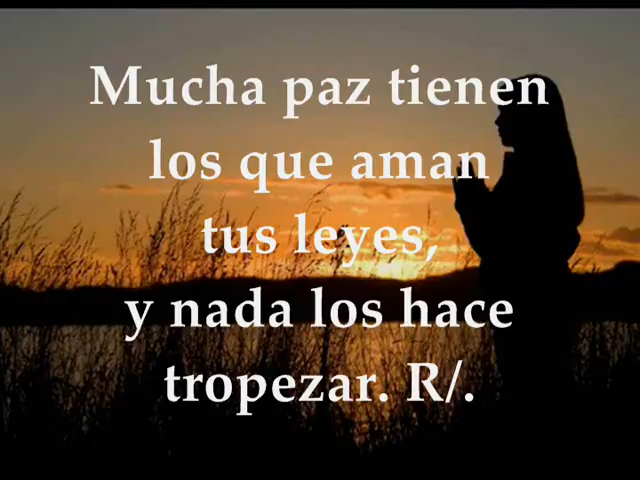 Mucha paz tienen
los que aman
tus leyes,
y nada los hace
tropezar. R/.